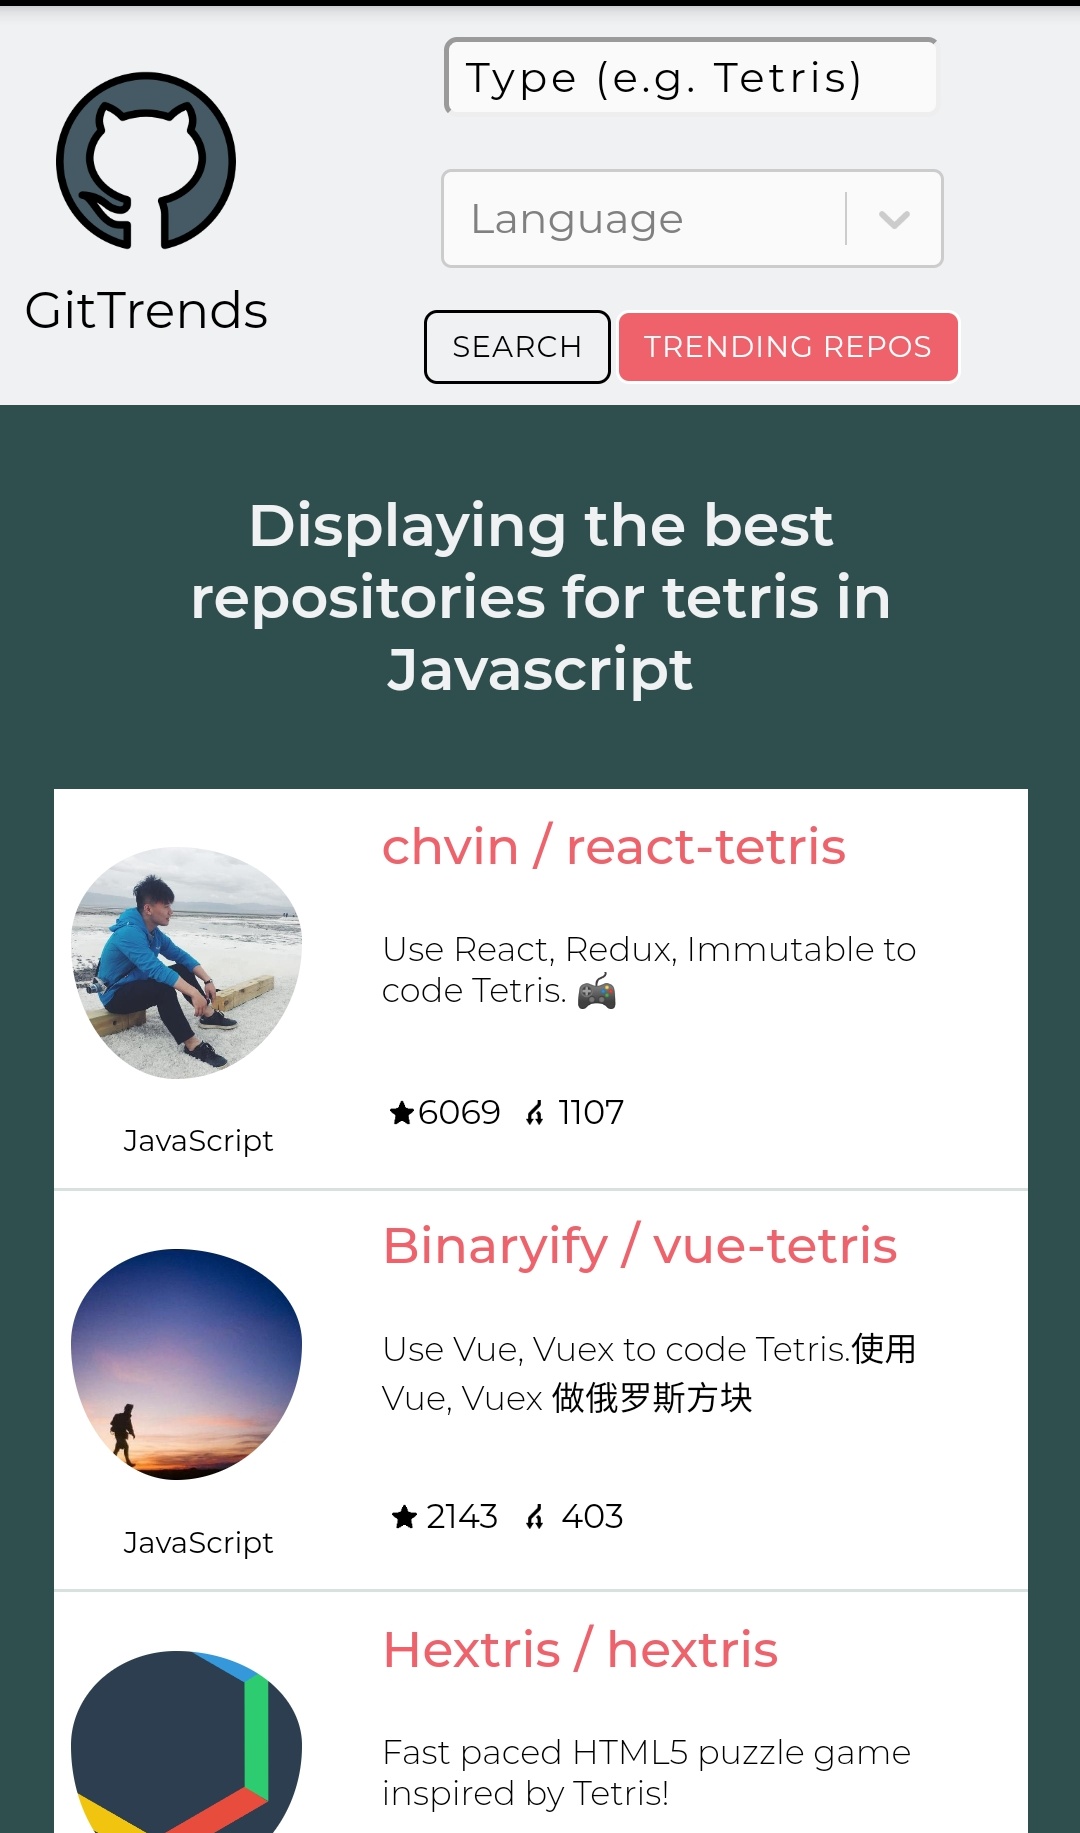 Type (e.g. Tetris)
Language
GitTrends
SEARCH
TRENDING REPOS
Displaying the best
repositories for tetris in
Javascript
chvin / react-tetris
Use React, Redux, Immutable to
code Tetris. 🎮
6069 1107
JavaScript
Binaryify / vue-tetris
Use Vue, Vuex to code Tetris.使用
Vue, Vuex 做俄罗斯方块
2143 403
JavaScript
Hextris / hextris
Fast paced HTML5 puzzle game
inspired by Tetris!